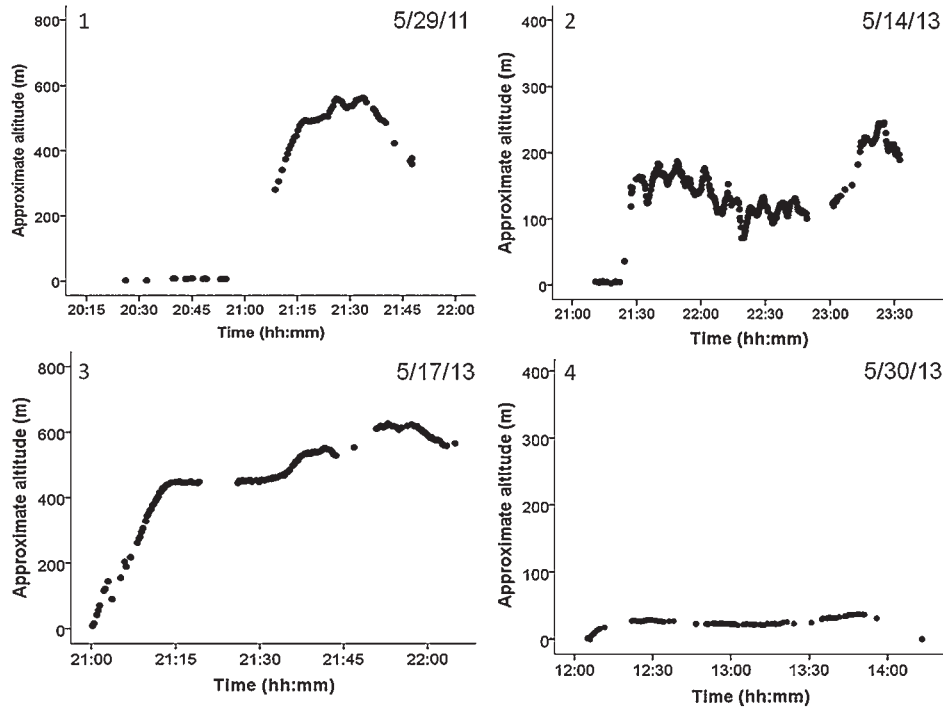 1 5/29/11
Approximate altitude (m)
800
600
400
200
0
20:15 20:30 20:45 21:00 21:15 21:30 21:45 22:00
Time (hh:mm)
2 5/14/13
Approximate altitude (m)
400
300
200
100
0
21:00 21:30 22:00 22:30 23:00 23:30
Time (hh:mm)
3 5/17/13
Approximate altitude (m)
800
600
400
200
0
21:00 21:15 21:30 21:45 22:00
Time (hh:mm)
4 5/30/13
Approximate altitude (m)
400
300
200
100
0
12:00 12:30 13:00 13:30 14:00
Time (hh:mm)